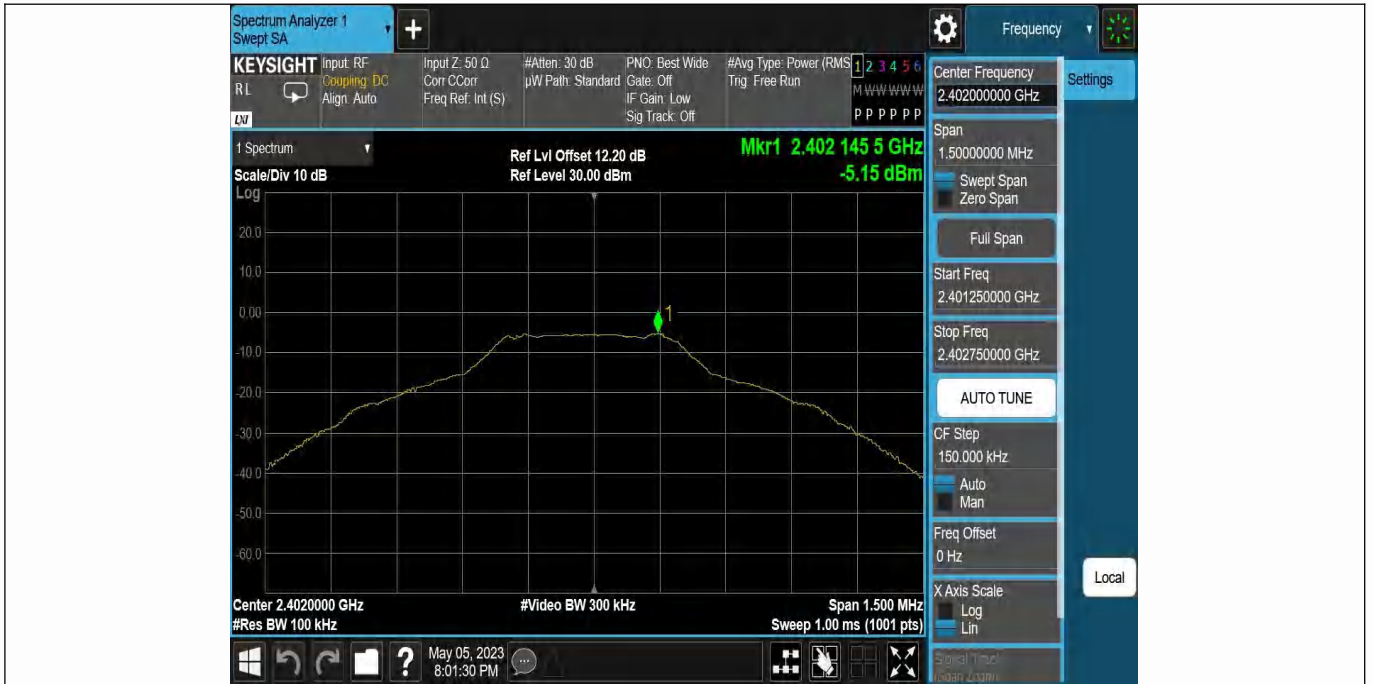 Spectrum Analyzer 1
Swept SA
+
Frequency
KEYSIGHT
RL
LXI
Input: RF
Coupling: DC
Align: Auto
Input Z: 50 Ω
Corr CCorr
Freq Ref: Int (S)
#Atten: 30 dB
µW Path: Standard
PNO: Best Wide
Gate: Off
IF Gain: Low
Sig Track: Off
#Avg Type: Power (RMS
Trig: Free Run
1 2 3 4 5 6
M W W W W W
P P P P P P
1 Spectrum
Scale/Div 10 dB
Ref Lvl Offset 12.20 dB
Ref Level 30.00 dBm
Mkr1 2.402 145 5 GHz
-5.15 dBm
Log
20.0
10.0
0.00
-10.0
-20.0
-30.0
-40.0
-50.0
-60.0
1
Center 2.4020000 GHz
#Res BW 100 kHz
#Video BW 300 kHz
Span 1.500 MHz
Sweep 1.00 ms (1001 pts)
?
May 05, 2023
8:01:30 PM
Center Frequency
2.402000000 GHz
Settings
Span
1.50000000 MHz
Swept Span
Zero Span
Full Span
Start Freq
2.401250000 GHz
Stop Freq
2.402750000 GHz
AUTO TUNE
CF Step
150.000 kHz
Auto
Man
Freq Offset
0 Hz
X Axis Scale
Log
Lin
Local
Signal Track
(Span Zoom)